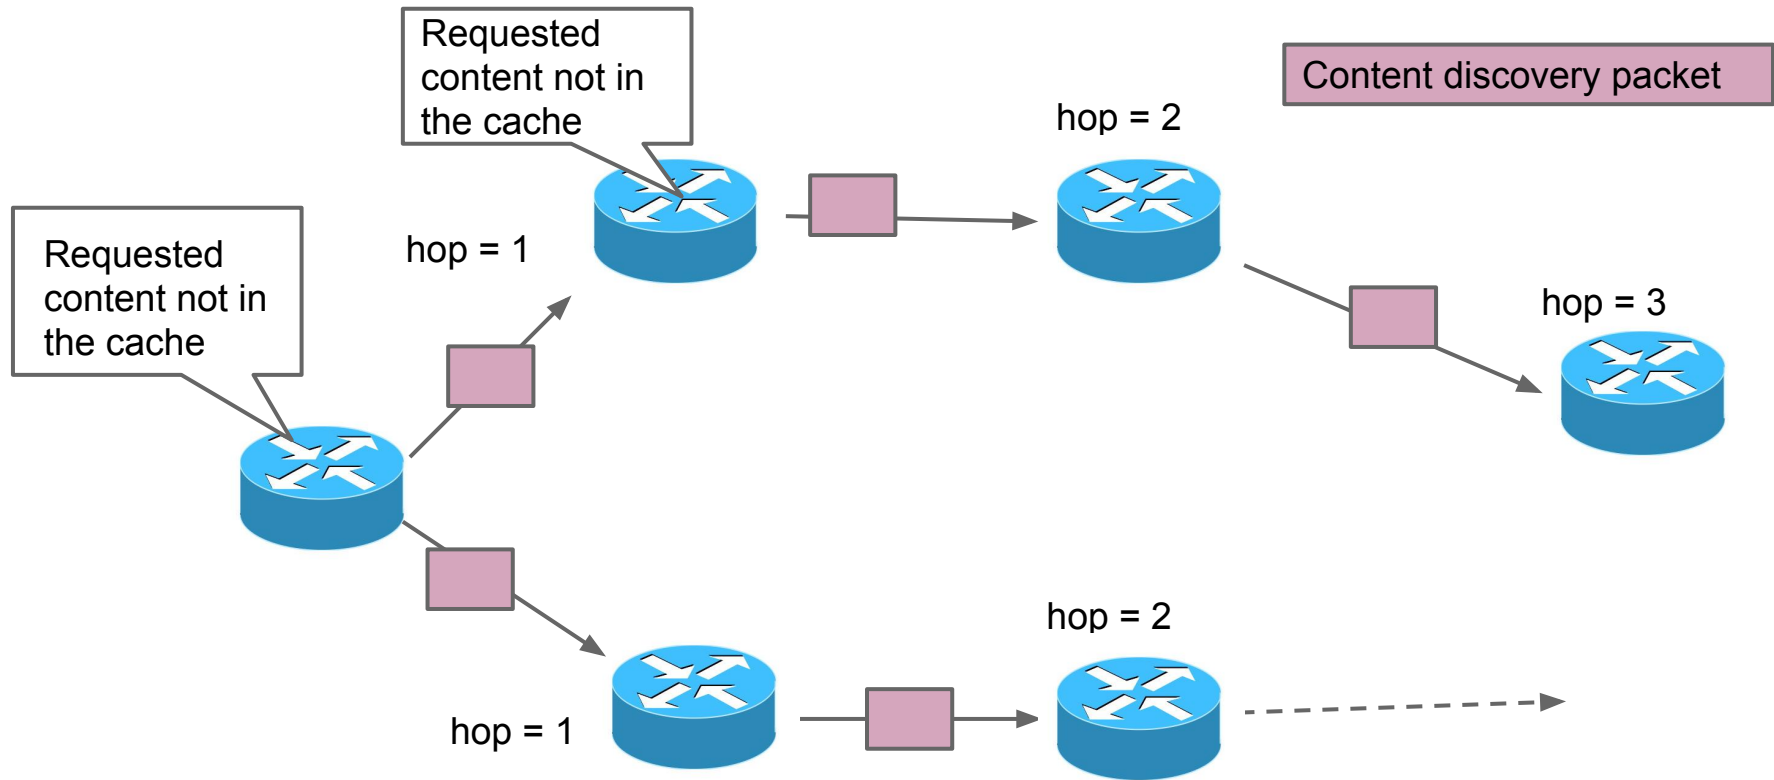 Requested
content not in
the cache
Content discovery packet
hop = 2
Requested
content not in
the cache
hop = 1
hop = 3
hop = 2
hop = 1